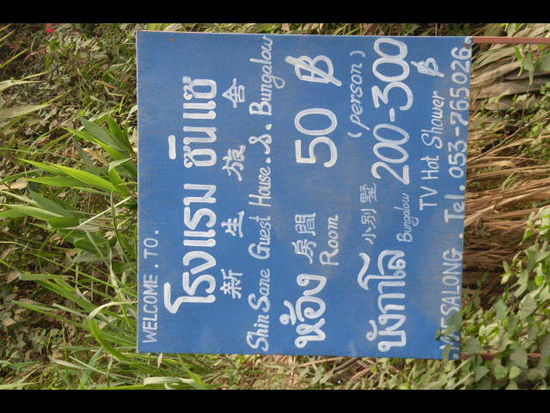 WELCOME . TO .
โรงแรม ซินแซ
新 生 旅 舍
Shin Sane Guest House . & . Bungalow
ห้อง 房間 Room 50 ฿ (person)
บังกาโล 小别墅 Bungalow 200-300 ฿
TV Hot Shower
SALONG . Tel. 053-765026.